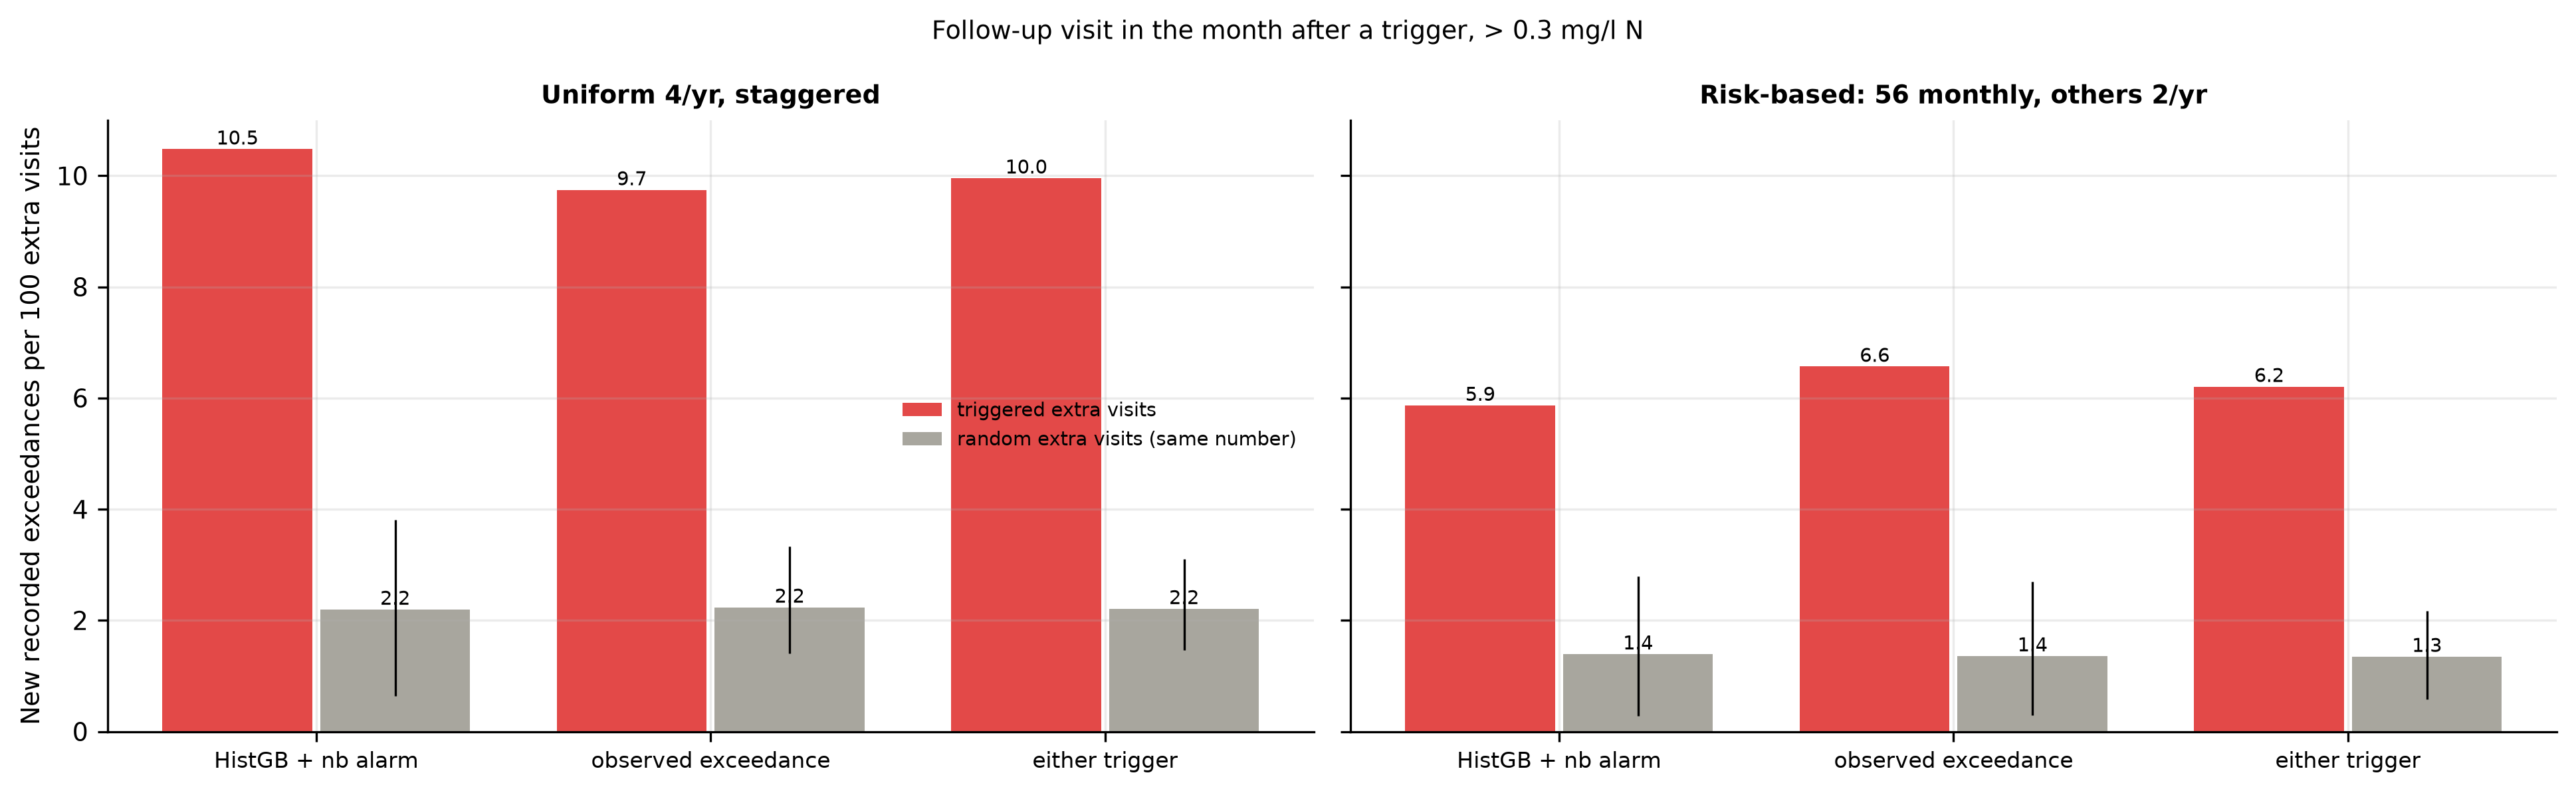 Follow-up visit in the month after a trigger, > 0.3 mg/l N
Uniform 4/yr, staggered
New recorded exceedances per 100 extra visits
10
8
6
4
2
0
10.5
2.2
9.7
2.2
10.0
2.2
triggered extra visits
random extra visits (same number)
HistGB + nb alarm
observed exceedance
either trigger
Risk-based: 56 monthly, others 2/yr
5.9
1.4
6.6
1.4
6.2
1.3
HistGB + nb alarm
observed exceedance
either trigger